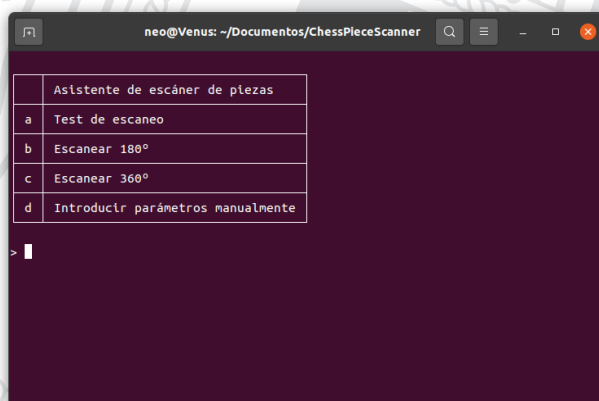 neo@Venus: ~/Documentos/ChessPieceScanner
Asistente de escáner de piezas
a Test de escaneo
b Escanear 180º
c Escanear 360º
d Introducir parámetros manualmente
>